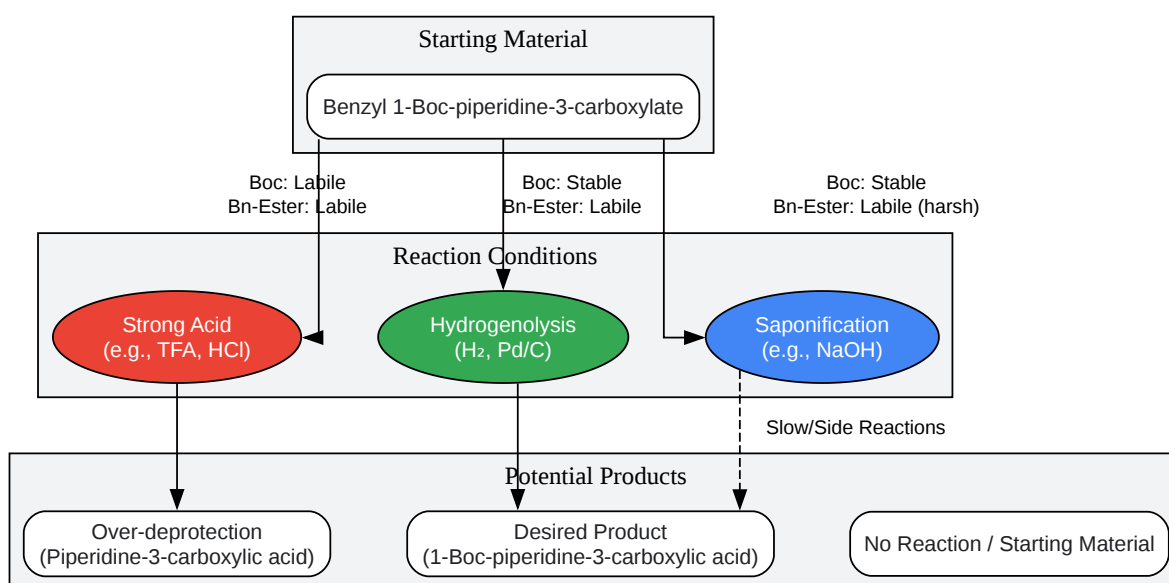 Starting Material
Benzyl 1-Boc-piperidine-3-carboxylate
Boc: Labile
Bn-Ester: Labile
Boc: Stable
Bn-Ester: Labile
Boc: Stable
Bn-Ester: Labile (harsh)
Reaction Conditions
Strong Acid
(e.g., TFA, HCl)
Hydrogenolysis
(H₂, Pd/C)
Saponification
(e.g., NaOH)
Slow/Side Reactions
Potential Products
Over-deprotection
(Piperidine-3-carboxylic acid)
Desired Product
(1-Boc-piperidine-3-carboxylic acid)
No Reaction / Starting Material